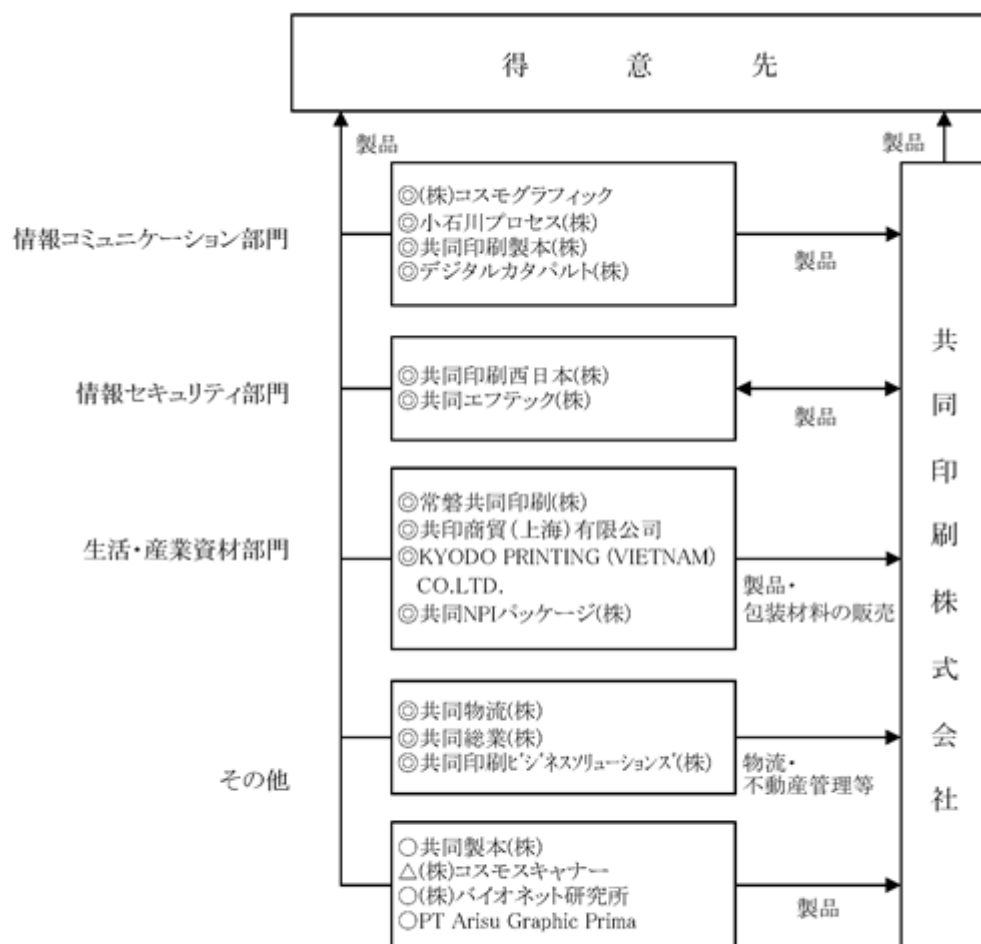 得意先
製品
製品
情報コミュニケーション部門
◎(株)コスモグラフィック
◎小石川プロセス(株)
◎共同印刷製本(株)
◎デジタルカタパルト(株)
製品
情報セキュリティ部門
◎共同印刷西日本(株)
◎共同エフテック(株)
製品
生活・産業資材部門
◎常磐共同印刷(株)
◎共印商貿(上海)有限公司
◎KYODO PRINTING (VIETNAM)
CO.LTD.
◎共同NPIパッケージ(株)
製品・
包装材料の販売
その他
◎共同物流(株)
◎共同総業(株)
◎共同印刷ﾋﾞｼﾞﾈｽソリューションズ(株)
物流・
不動産管理等
○共同製本(株)
△(株)コスモスキャナー
○(株)バイオネット研究所
○PT Arisu Graphic Prima
製品
共同印刷株式会社